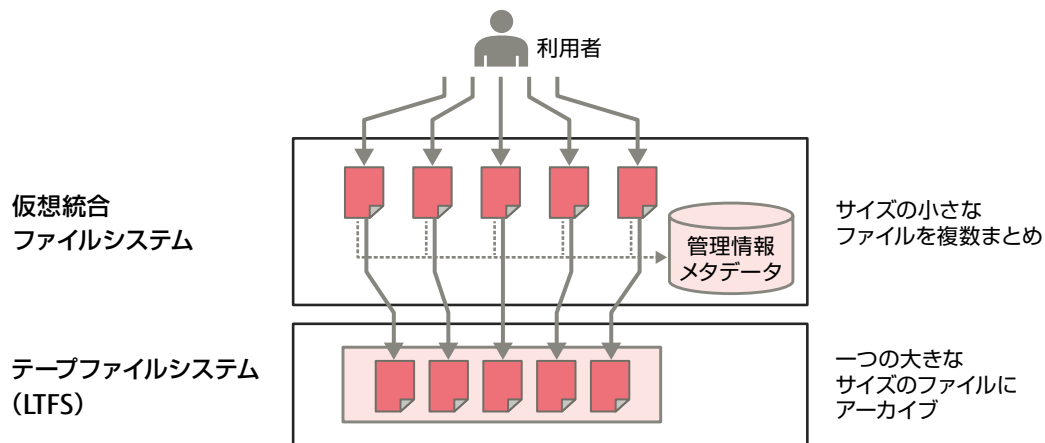 利用者
仮想統合
ファイルシステム
管理情報
メタデータ
サイズの小さな
ファイルを複数まとめ
テープファイルシステム
（LTFS）
一つの大きな
サイズのファイルに
アーカイブ